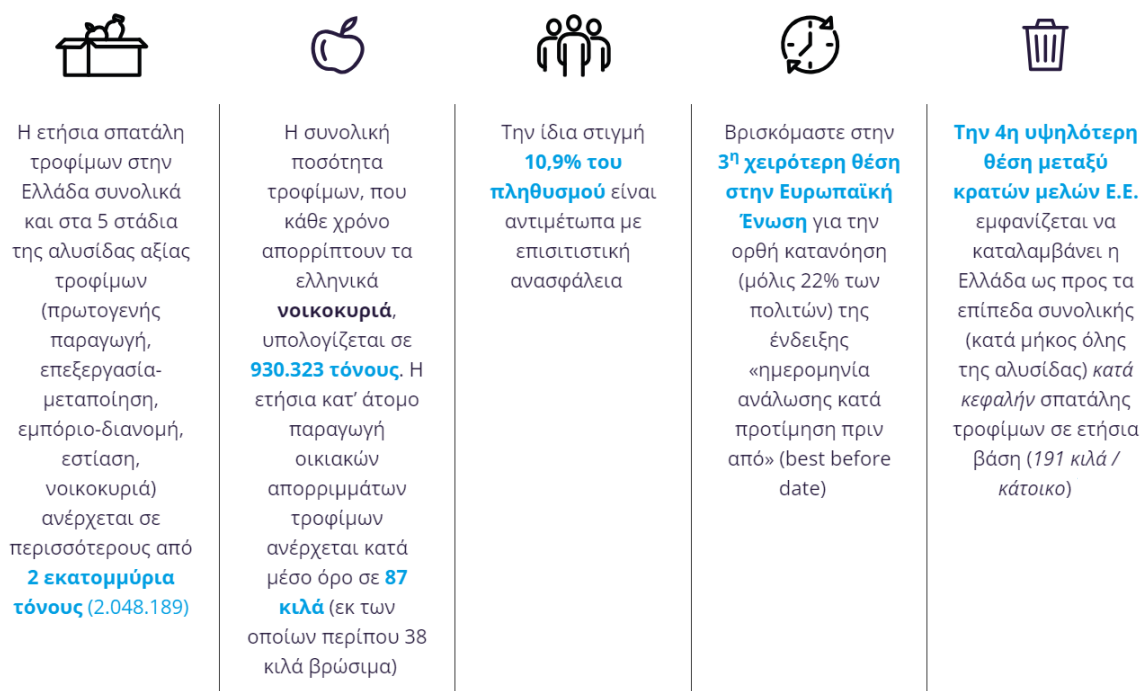 Η ετήσια σπατάλη
τροφίμων στην
Ελλάδα συνολικά
και στα 5 στάδια
της αλυσίδας αξίας
τροφίμων
(πρωτογενής
παραγωγή,
επεξεργασία-
μεταποίηση,
εμπόριο-διανομή,
εστίαση,
νοικοκυριά)
ανέρχεται σε
περισσότερους από
2 εκατομμύρια
τόνους (2.048.189)
Η συνολική
ποσότητα
τροφίμων, που
κάθε χρόνο
απορρίπτουν τα
ελληνικά
νοικοκυριά,
υπολογίζεται σε
930.323 τόνους. Η
ετήσια κατ’ άτομο
παραγωγή
οικιακών
απορριμμάτων
τροφίμων
ανέρχεται κατά
μέσο όρο σε 87
κιλά (εκ των
οποίων περίπου 38
κιλά βρώσιμα)
Την ίδια στιγμή
10,9% του
πληθυσμού είναι
αντιμέτωπα με
επισιτιστική
ανασφάλεια
Βρισκόμαστε στην
3η χειρότερη θέση
στην Ευρωπαϊκή
Ένωση για την
ορθή κατανόηση
(μόλις 22% των
πολιτών) της
ένδειξης
«ημερομηνία
ανάλωσης κατά
προτίμηση πριν
από» (best before
date)
Την 4η υψηλότερη
θέση μεταξύ
κρατών μελών Ε.Ε.
εμφανίζεται να
καταλαμβάνει η
Ελλάδα ως προς τα
επίπεδα συνολικής
(κατά μήκος όλης
της αλυσίδας) κατά
κεφαλήν σπατάλης
τροφίμων σε ετήσια
βάση (191 κιλά /
κάτοικο)